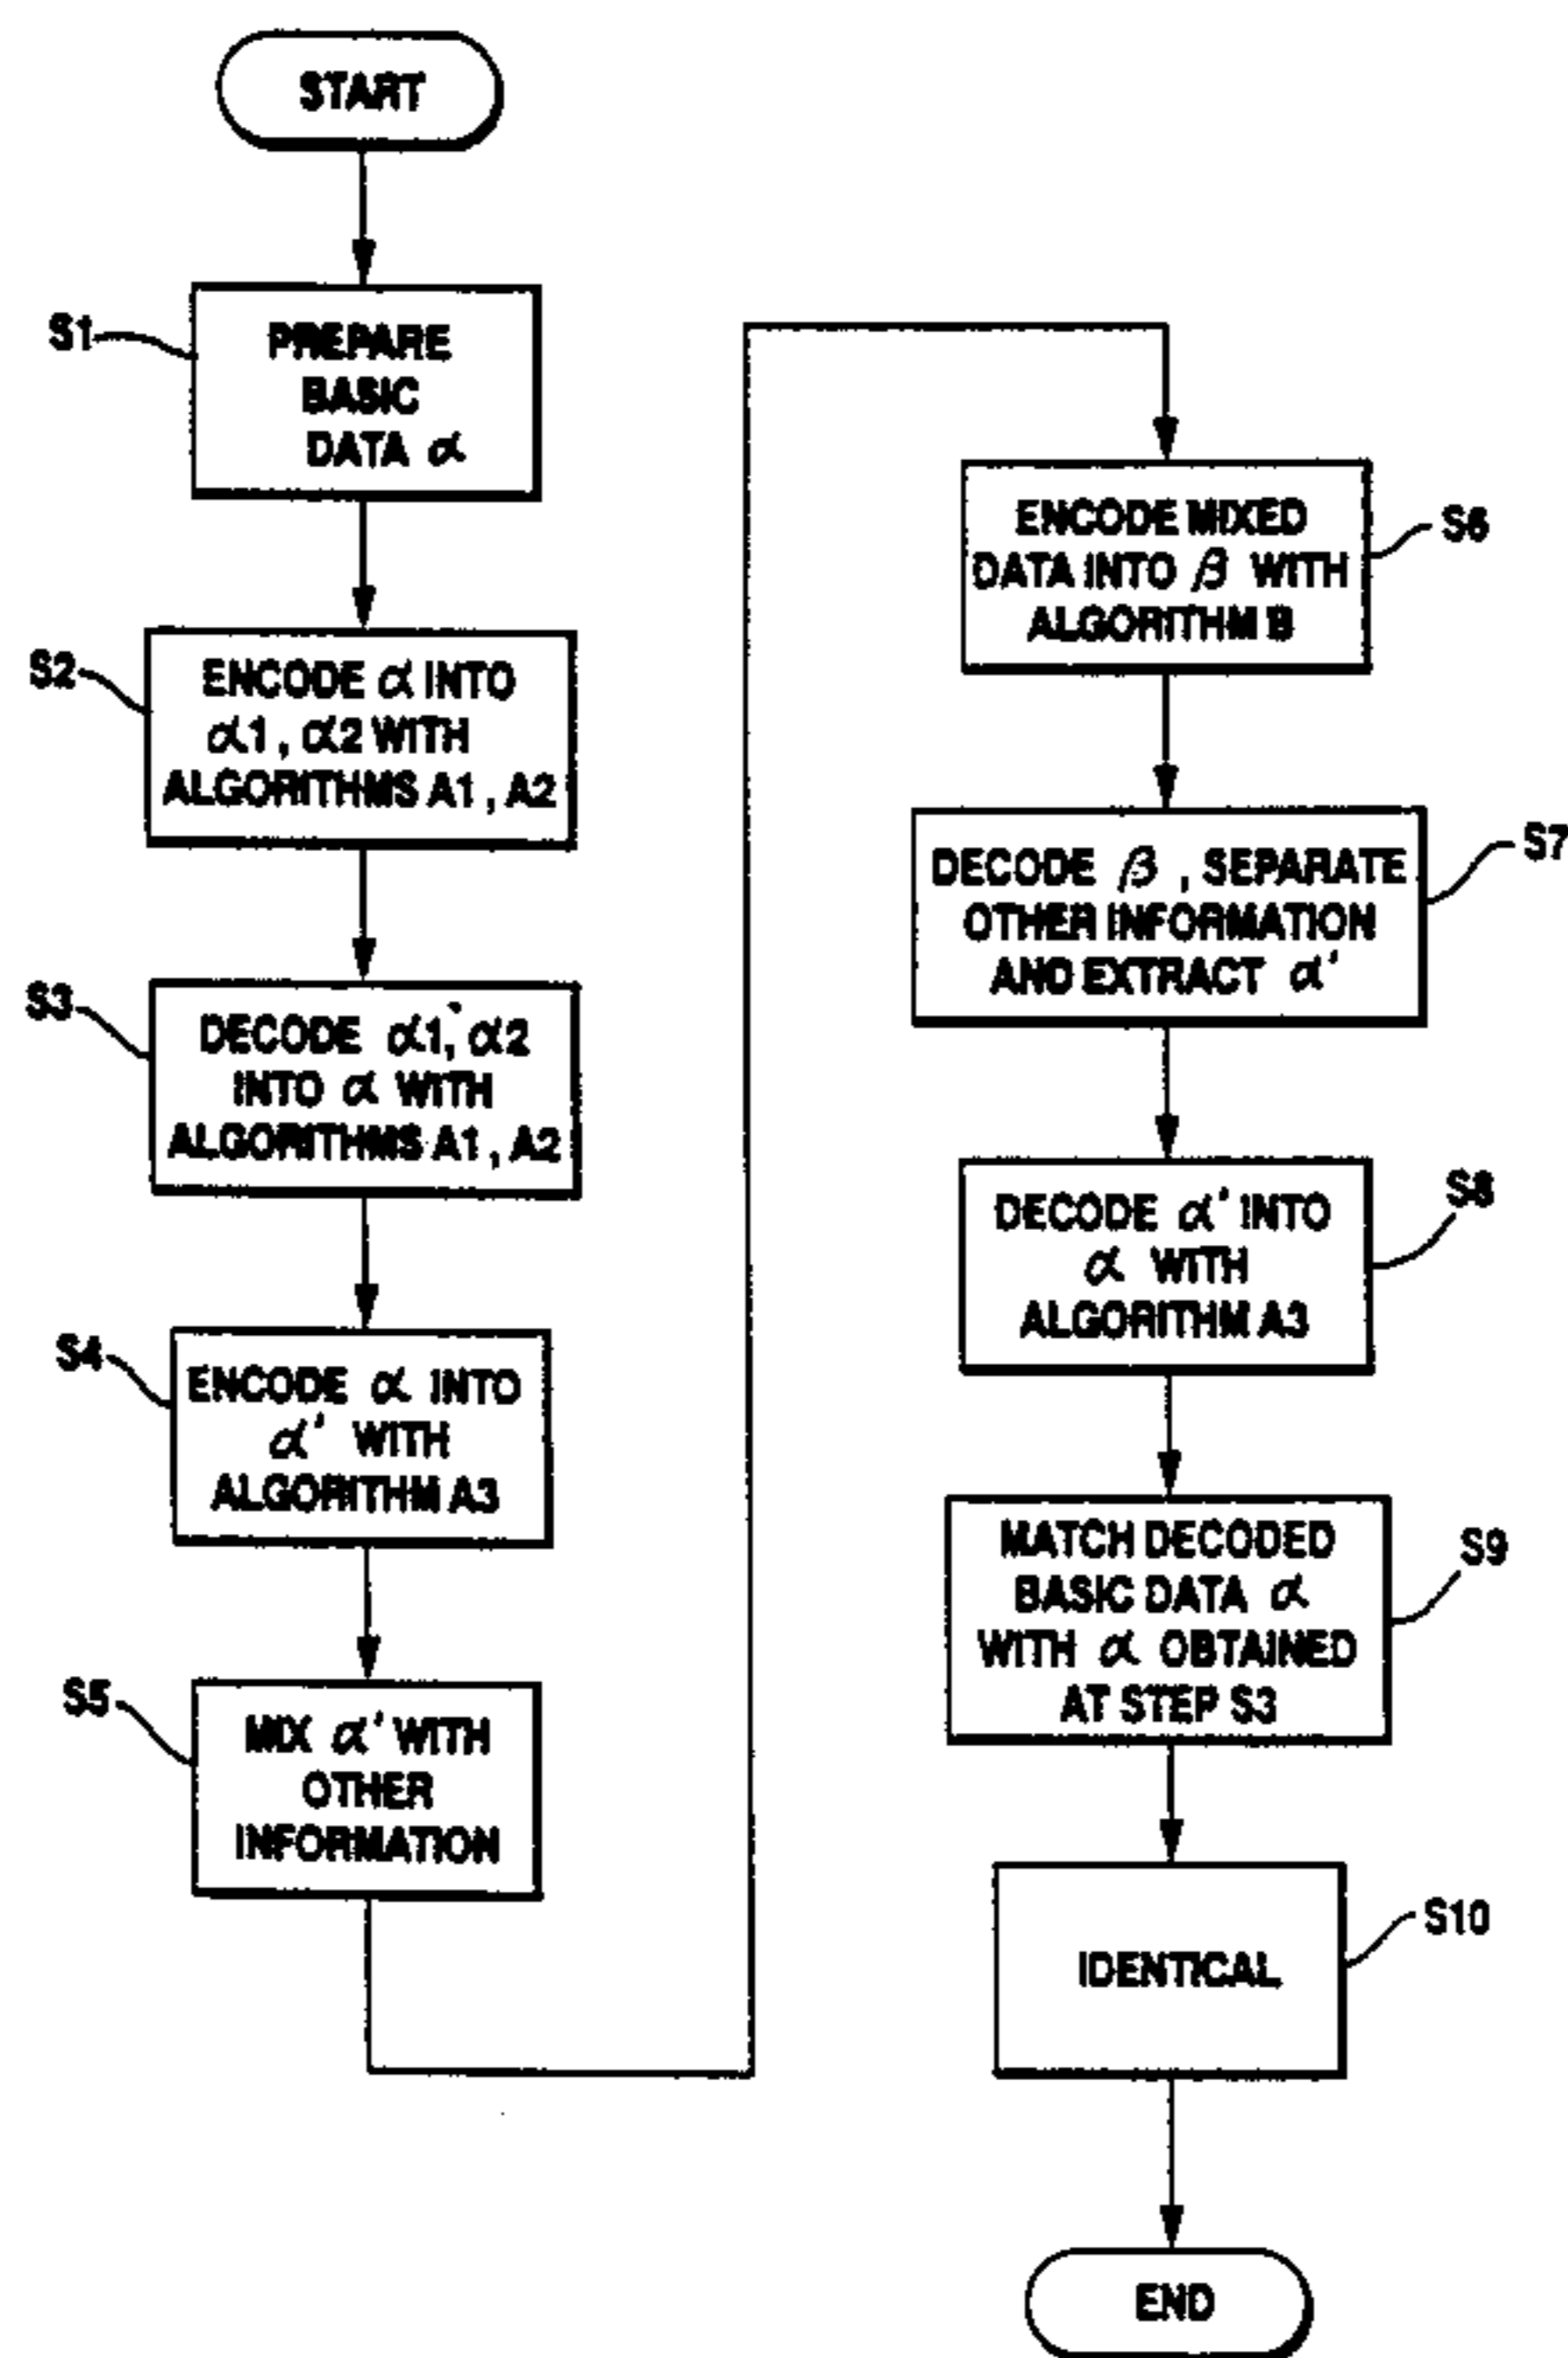 START
S1
PREPARE
BASIC
DATA α
S2
ENCODE α INTO
α1, α2 WITH
ALGORITHMS A1, A2
S3
DECODE α1, α2
INTO α WITH
ALGORITHMS A1, A2
S4
ENCODE α INTO
α' WITH
ALGORITHM A3
S5
MIX α' WITH
OTHER
INFORMATION
ENCODE MIXED
DATA INTO β WITH
ALGORITHM B
S6
DECODE β, SEPARATE
OTHER INFORMATION
AND EXTRACT α'
S7
DECODE α' INTO
α WITH
ALGORITHM A3
S8
MATCH DECODED
BASIC DATA α
WITH α OBTAINED
AT STEP S3
S9
IDENTICAL
S10
END